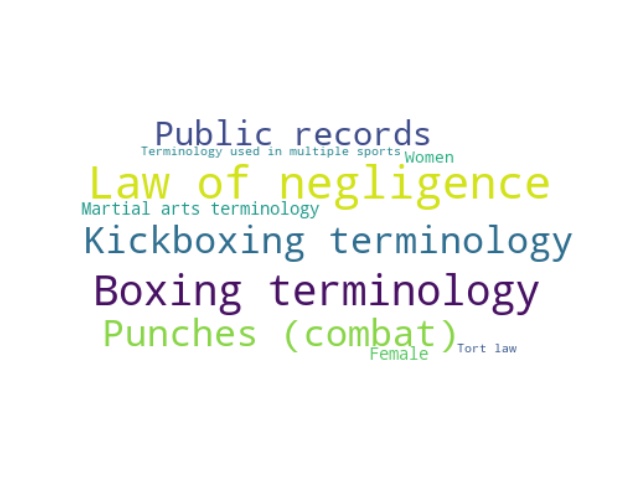 Public records
Terminology used in multiple sports
Women
Law of negligence
Martial arts terminology
Kickboxing terminology
Boxing terminology
Punches (combat)
Female
Tort law